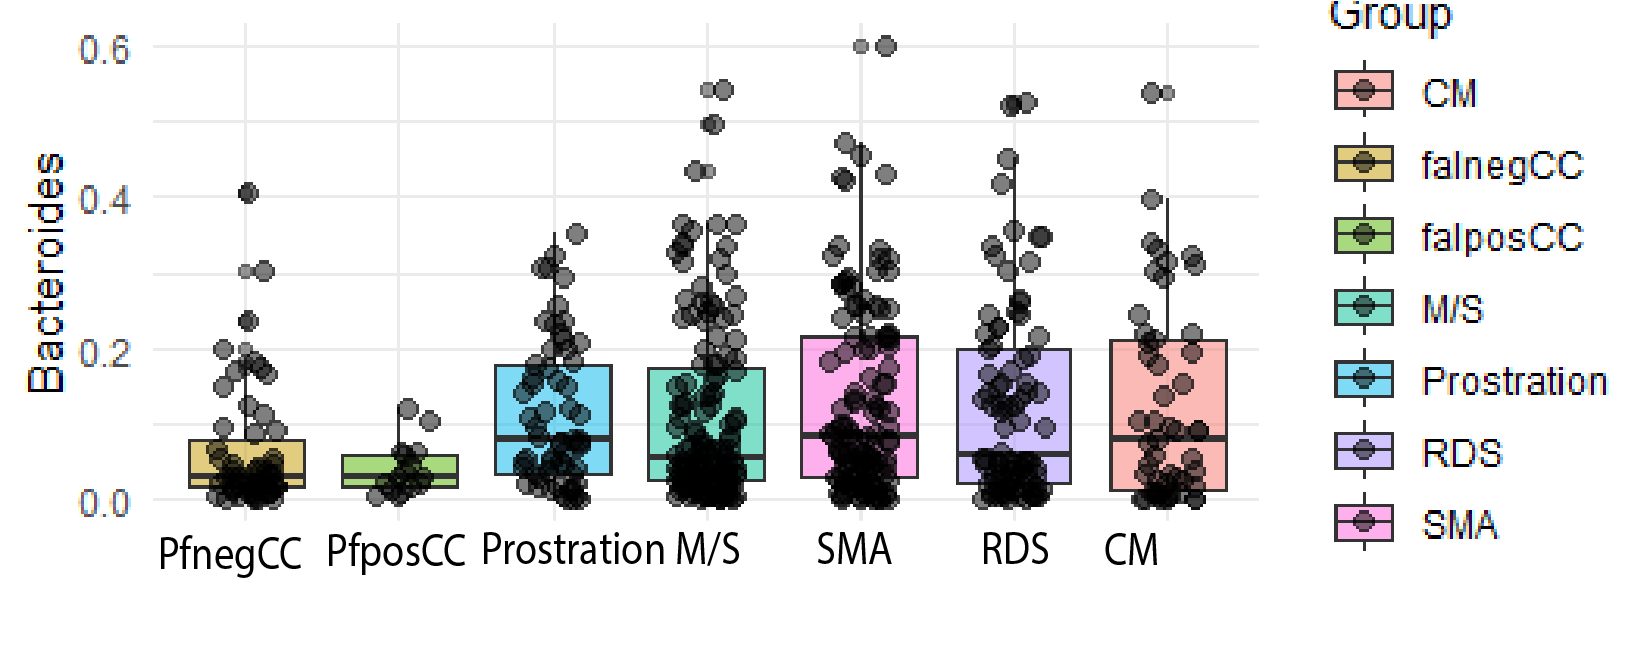 Group
0.6
0.4
0.2
0.0
Bacteroides
PfnegCC PfposCC Prostration M/S SMA RDS CM
CM
falnegCC
falposCC
M/S
Prostration
RDS
SMA